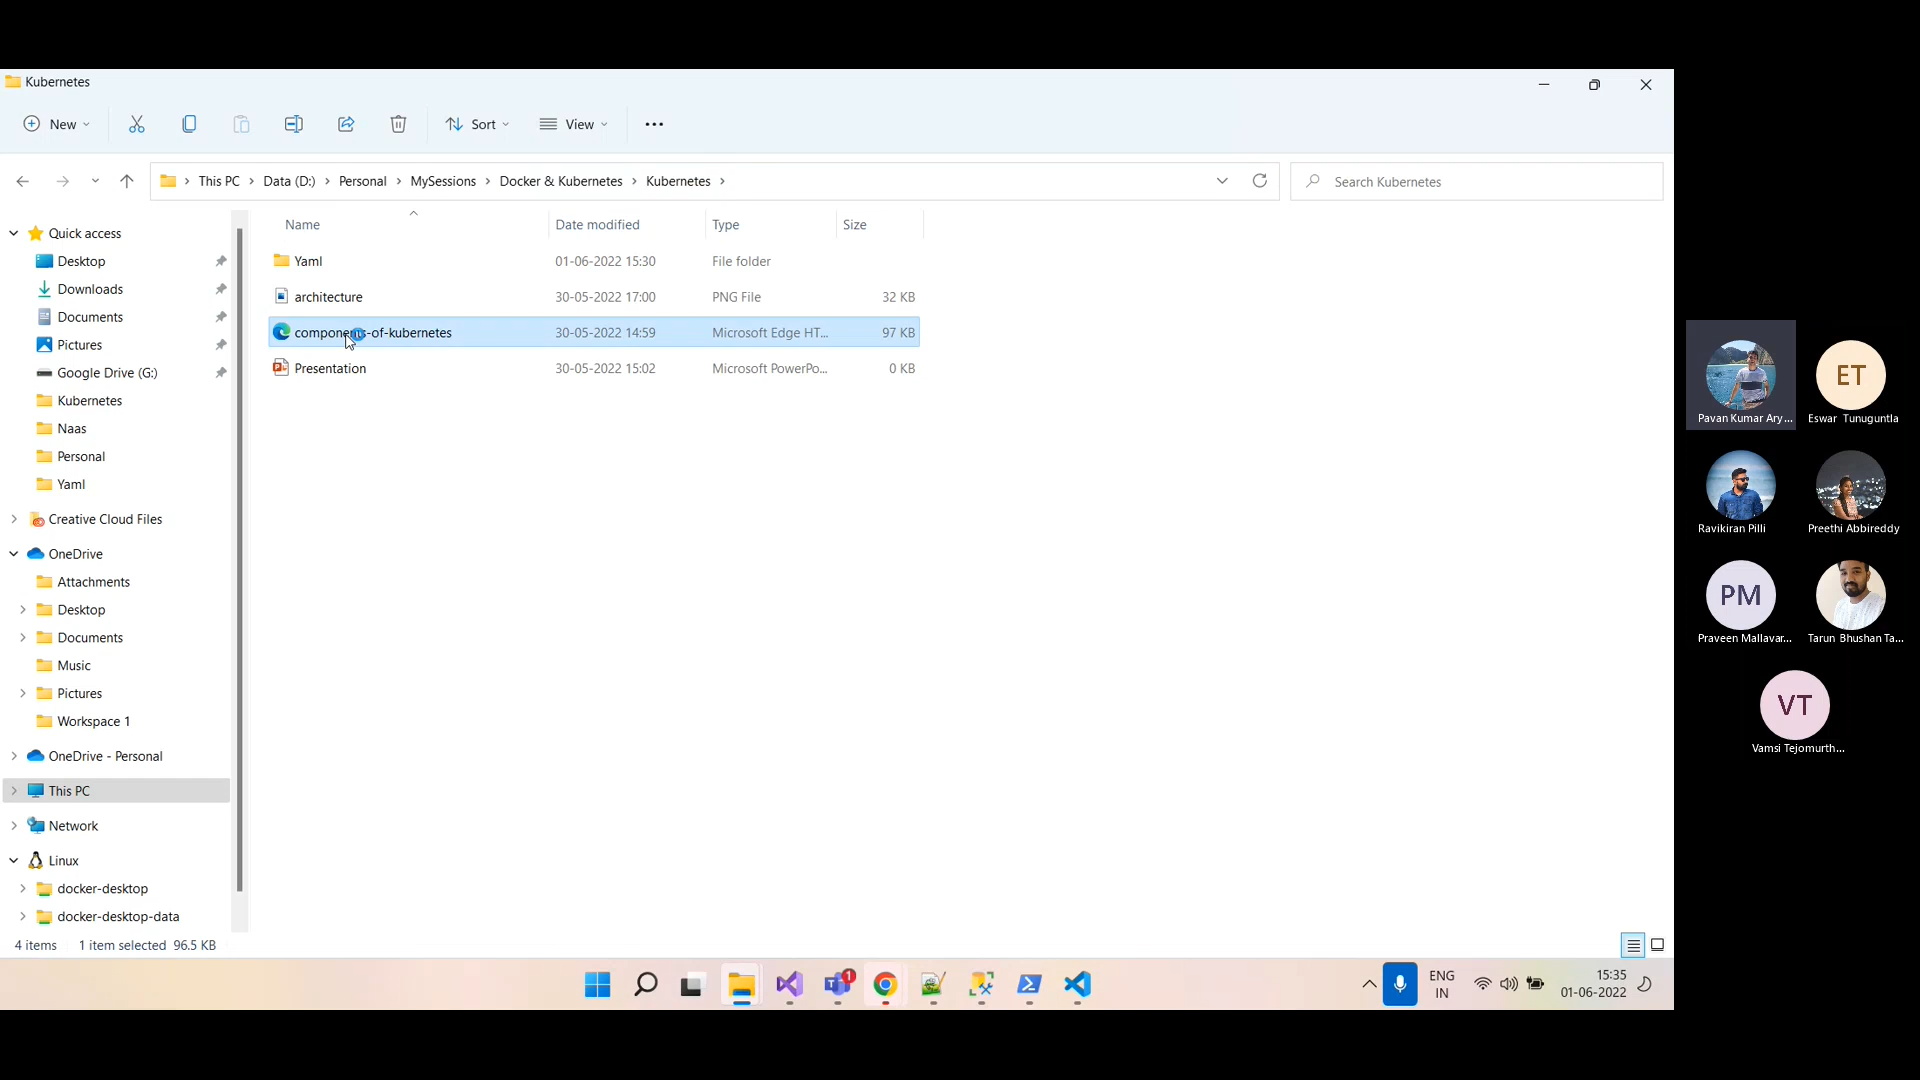 Kubernetes
New
Sort
View
This PC > Data (D:) > Personal > MySessions > Docker & Kubernetes > Kubernetes >
Search Kubernetes
Name Date modified Type Size
Yaml 01-06-2022 15:30 File folder
architecture 30-05-2022 17:00 PNG File 32 KB
components-of-kubernetes 30-05-2022 14:59 Microsoft Edge HT... 97 KB
Presentation 30-05-2022 15:02 Microsoft PowerPo... 0 KB
Quick access
Desktop
Downloads
Documents
Pictures
Google Drive (G:)
Kubernetes
Naas
Personal
Yaml
Creative Cloud Files
OneDrive
Attachments
Desktop
Documents
Music
Pictures
Workspace 1
OneDrive - Personal
This PC
Network
Linux
docker-desktop
docker-desktop-data
4 items 1 item selected 96.5 KB
1
ENG
IN
15:35
01-06-2022
Pavan Kumar Ary...
ET
Eswar Tunuguntla
Ravikiran Pilli
Preethi Abbireddy
PM
Praveen Mallavar...
Tarun Bhushan Ta...
VT
Vamsi Tejomurth...